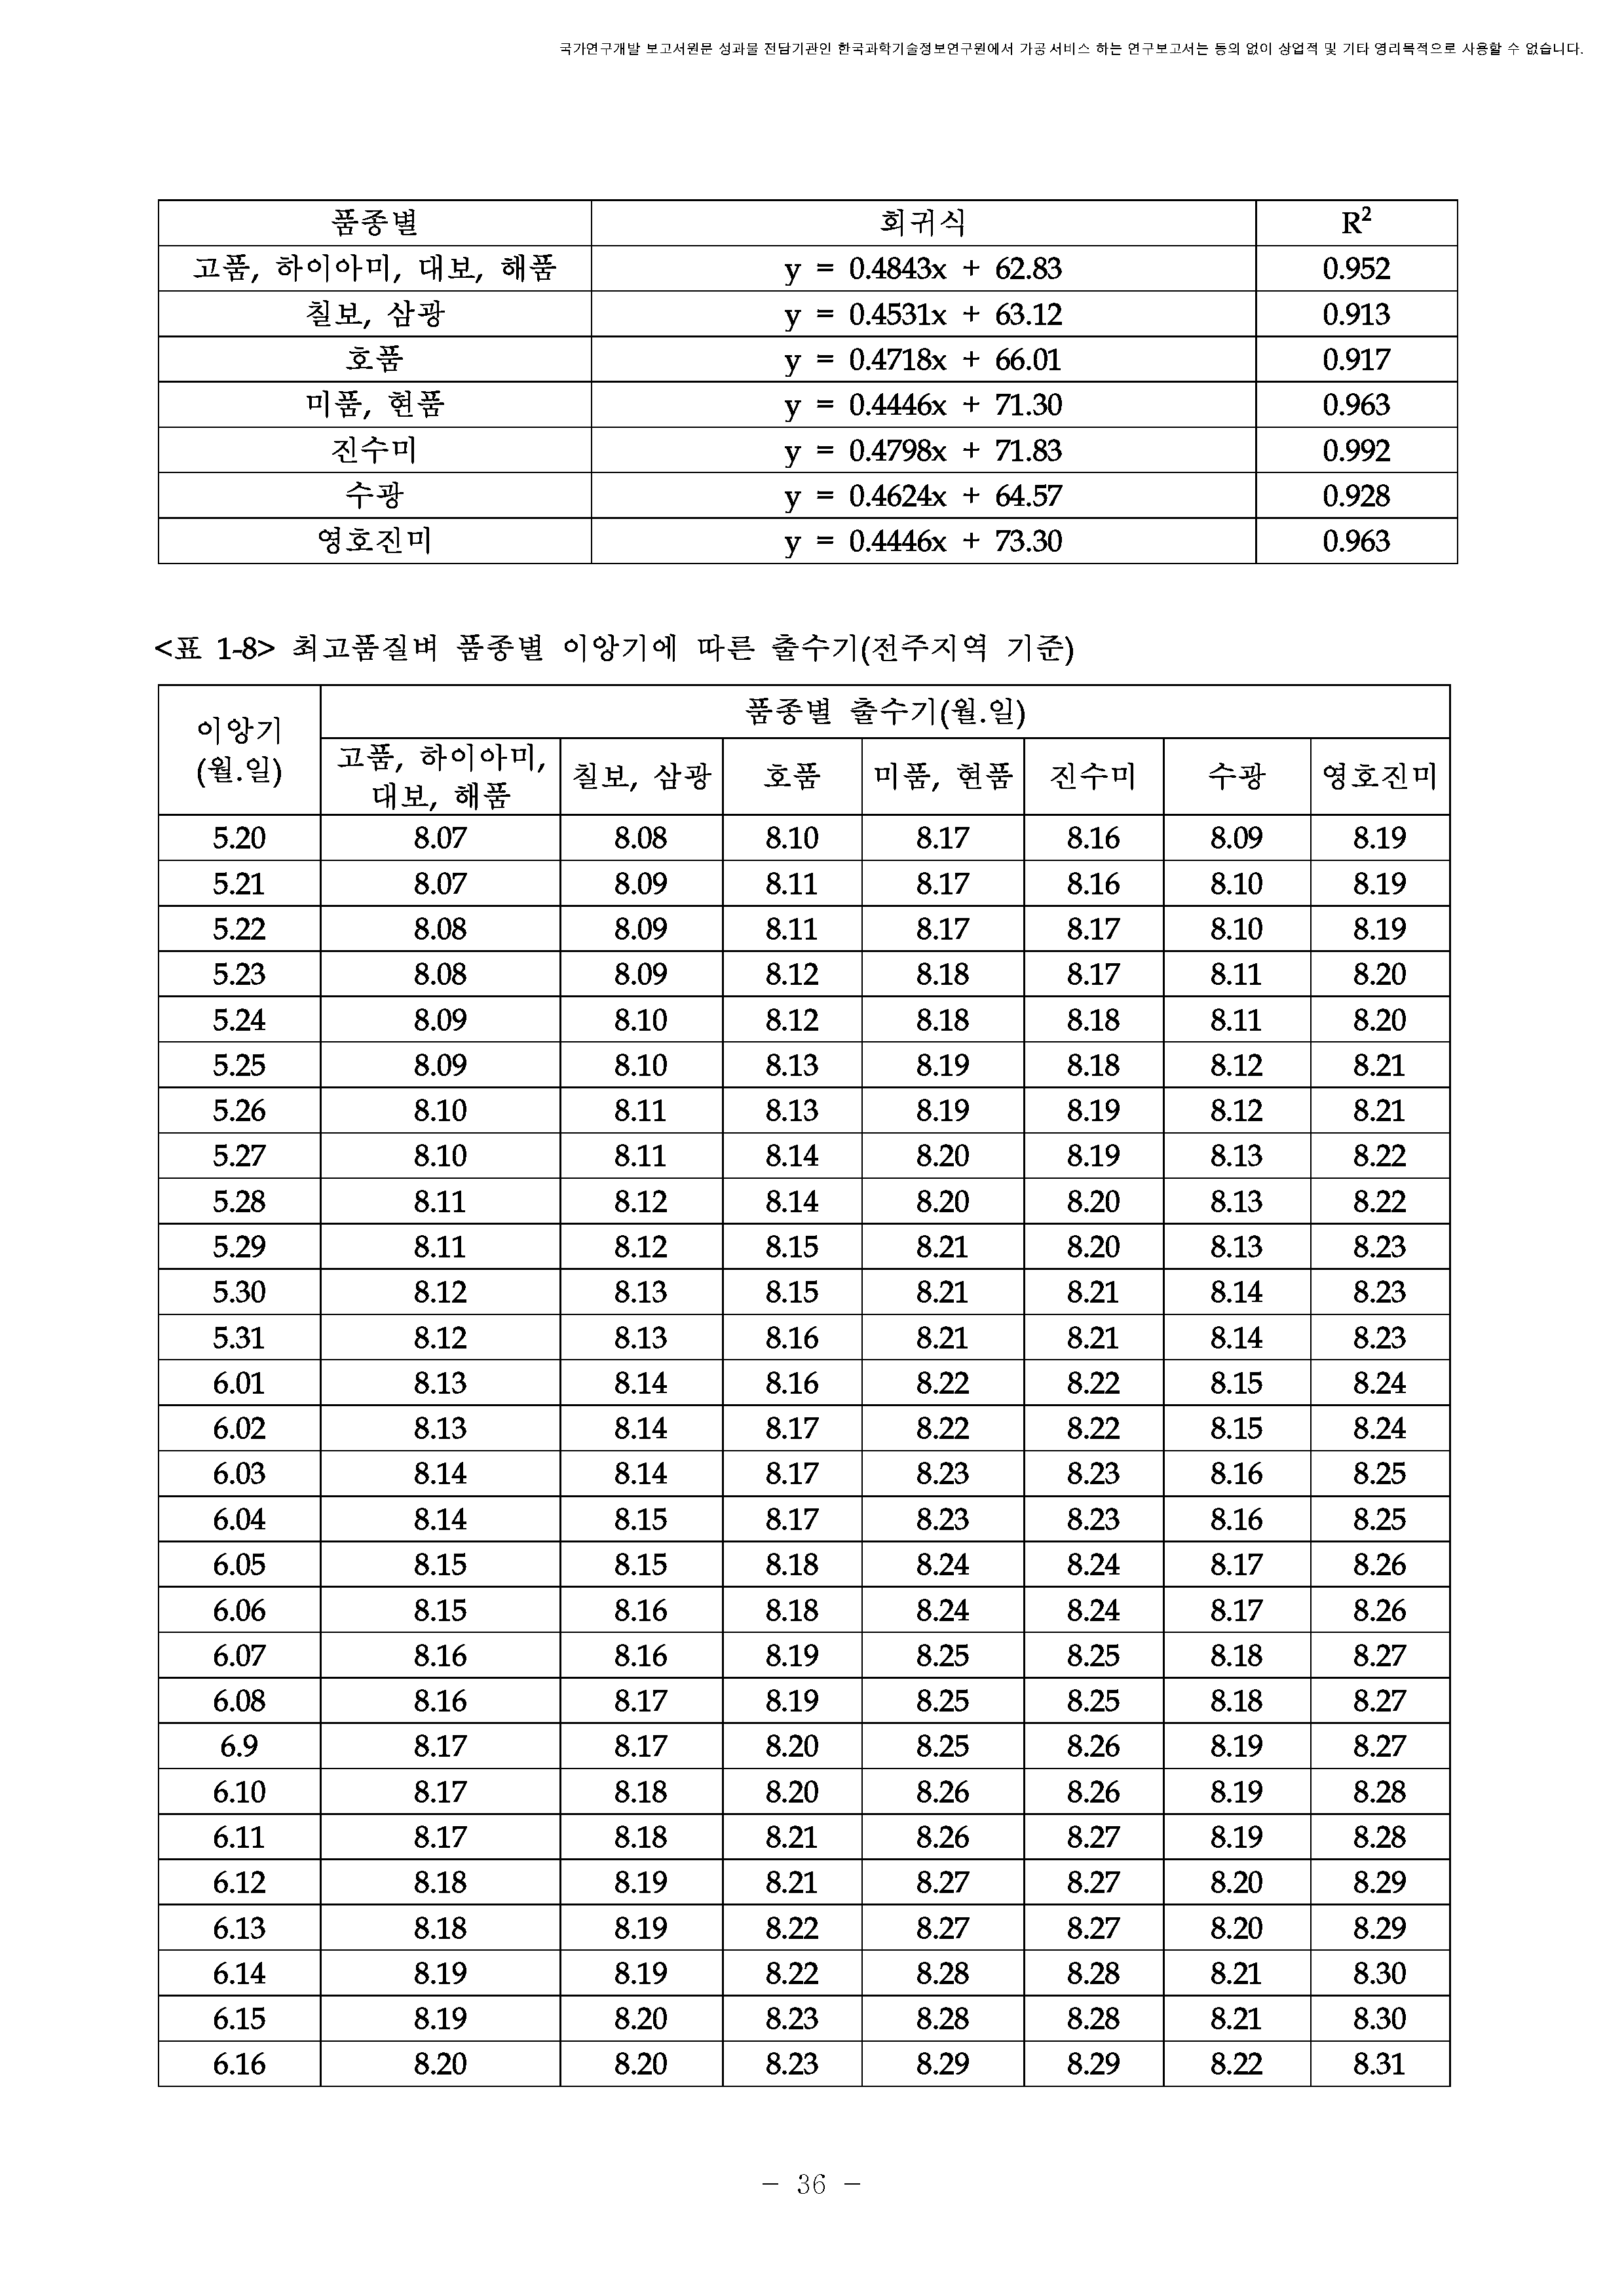 국가연구개발 보고서원문 성과물 전담기관인 한국과학기술정보연구원에서 가공·서비스 하는 연구보고서는 동의 없이 상업적 및 기타 영리목적으로 사용할 수 없습니다.
품종별 회귀식 R²
고품, 하이아미, 대보, 해품 y = 0.4843x + 62.83 0.952
칠보, 삼광 y = 0.4531x + 63.12 0.913
호품 y = 0.4718x + 66.01 0.917
미품, 현품 y = 0.4446x + 71.30 0.963
진수미 y = 0.4798x + 71.83 0.992
수광 y = 0.4624x + 64.57 0.928
영호진미 y = 0.4446x + 73.30 0.963
<표 1-8> 최고품질벼 품종별 이앙기에 따른 출수기(전주지역 기준)
이앙기
(월.일)
품종별 출수기(월.일)
고품, 하이아미,
대보, 해품
칠보, 삼광 호품 미품, 현품 진수미 수광 영호진미
5.20 8.07 8.08 8.10 8.17 8.16 8.09 8.19
5.21 8.07 8.09 8.11 8.17 8.16 8.10 8.19
5.22 8.08 8.09 8.11 8.17 8.17 8.10 8.19
5.23 8.08 8.09 8.12 8.18 8.17 8.11 8.20
5.24 8.09 8.10 8.12 8.18 8.18 8.11 8.20
5.25 8.09 8.10 8.13 8.19 8.18 8.12 8.21
5.26 8.10 8.11 8.13 8.19 8.19 8.12 8.21
5.27 8.10 8.11 8.14 8.20 8.19 8.13 8.22
5.28 8.11 8.12 8.14 8.20 8.20 8.13 8.22
5.29 8.11 8.12 8.15 8.21 8.20 8.13 8.23
5.30 8.12 8.13 8.15 8.21 8.21 8.14 8.23
5.31 8.12 8.13 8.16 8.21 8.21 8.14 8.23
6.01 8.13 8.14 8.16 8.22 8.22 8.15 8.24
6.02 8.13 8.14 8.17 8.22 8.22 8.15 8.24
6.03 8.14 8.14 8.17 8.23 8.23 8.16 8.25
6.04 8.14 8.15 8.17 8.23 8.23 8.16 8.25
6.05 8.15 8.15 8.18 8.24 8.24 8.17 8.26
6.06 8.15 8.16 8.18 8.24 8.24 8.17 8.26
6.07 8.16 8.16 8.19 8.25 8.25 8.18 8.27
6.08 8.16 8.17 8.19 8.25 8.25 8.18 8.27
6.9 8.17 8.17 8.20 8.25 8.26 8.19 8.27
6.10 8.17 8.18 8.20 8.26 8.26 8.19 8.28
6.11 8.17 8.18 8.21 8.26 8.27 8.19 8.28
6.12 8.18 8.19 8.21 8.27 8.27 8.20 8.29
6.13 8.18 8.19 8.22 8.27 8.27 8.20 8.29
6.14 8.19 8.19 8.22 8.28 8.28 8.21 8.30
6.15 8.19 8.20 8.23 8.28 8.28 8.21 8.30
6.16 8.20 8.20 8.23 8.29 8.29 8.22 8.31
- 36 -